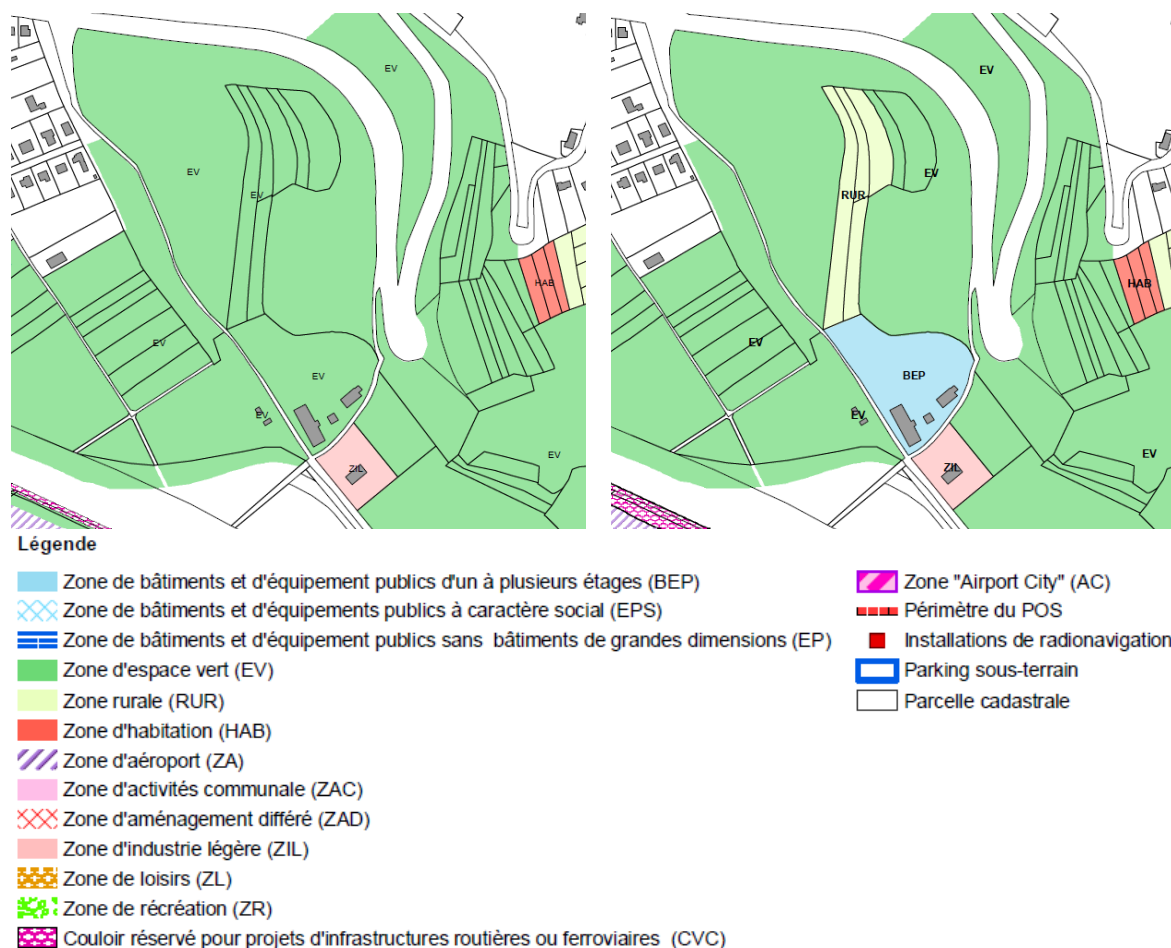 EV
EV
EV
HAB
EV
EV
EV
EV
ZIL
EV
EV
RUR
HAB
EV
BEP
EV
EV
ZIL
Légende
Zone de bâtiments et d'équipement publics d'un à plusieurs étages (BEP)
Zone de bâtiments et d'équipements publics à caractère social (EPS)
Zone de bâtiments et d'équipement publics sans bâtiments de grandes dimensions (EP)
Zone d'espace vert (EV)
Zone rurale (RUR)
Zone d'habitation (HAB)
Zone d'aéroport (ZA)
Zone d'activités communale (ZAC)
Zone d'aménagement différé (ZAD)
Zone d'industrie légère (ZIL)
Zone de loisirs (ZL)
Zone de récréation (ZR)
Couloir réservé pour projets d'infrastructures routières ou ferroviaires (CVC)
Zone "Airport City" (AC)
Périmètre du POS
Installations de radionavigation
Parking sous-terrain
Parcelle cadastrale